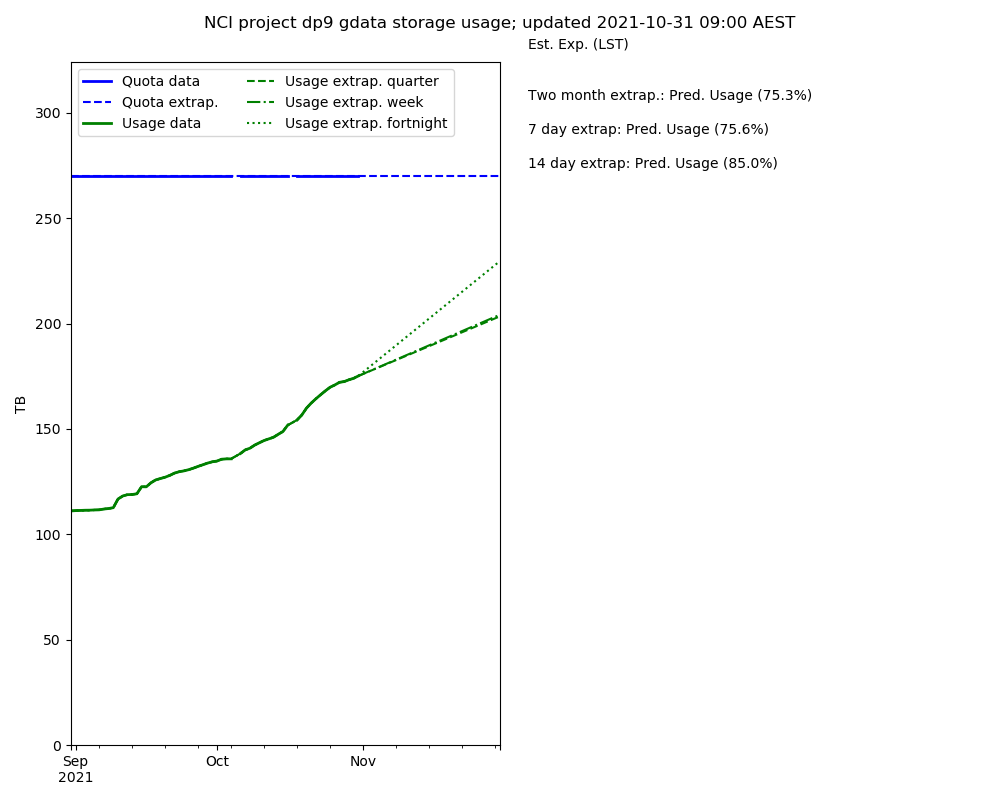 NCI project dp9 gdata storage usage; updated 2021-10-31 09:00 AEST
Est. Exp. (LST)
Two month extrap.: Pred. Usage (75.3%)
7 day extrap: Pred. Usage (75.6%)
14 day extrap: Pred. Usage (85.0%)
Quota data
Quota extrap.
Usage data
Usage extrap. quarter
Usage extrap. week
Usage extrap. fortnight
300
250
200
150
100
50
0
TB
Sep
2021
Oct
Nov